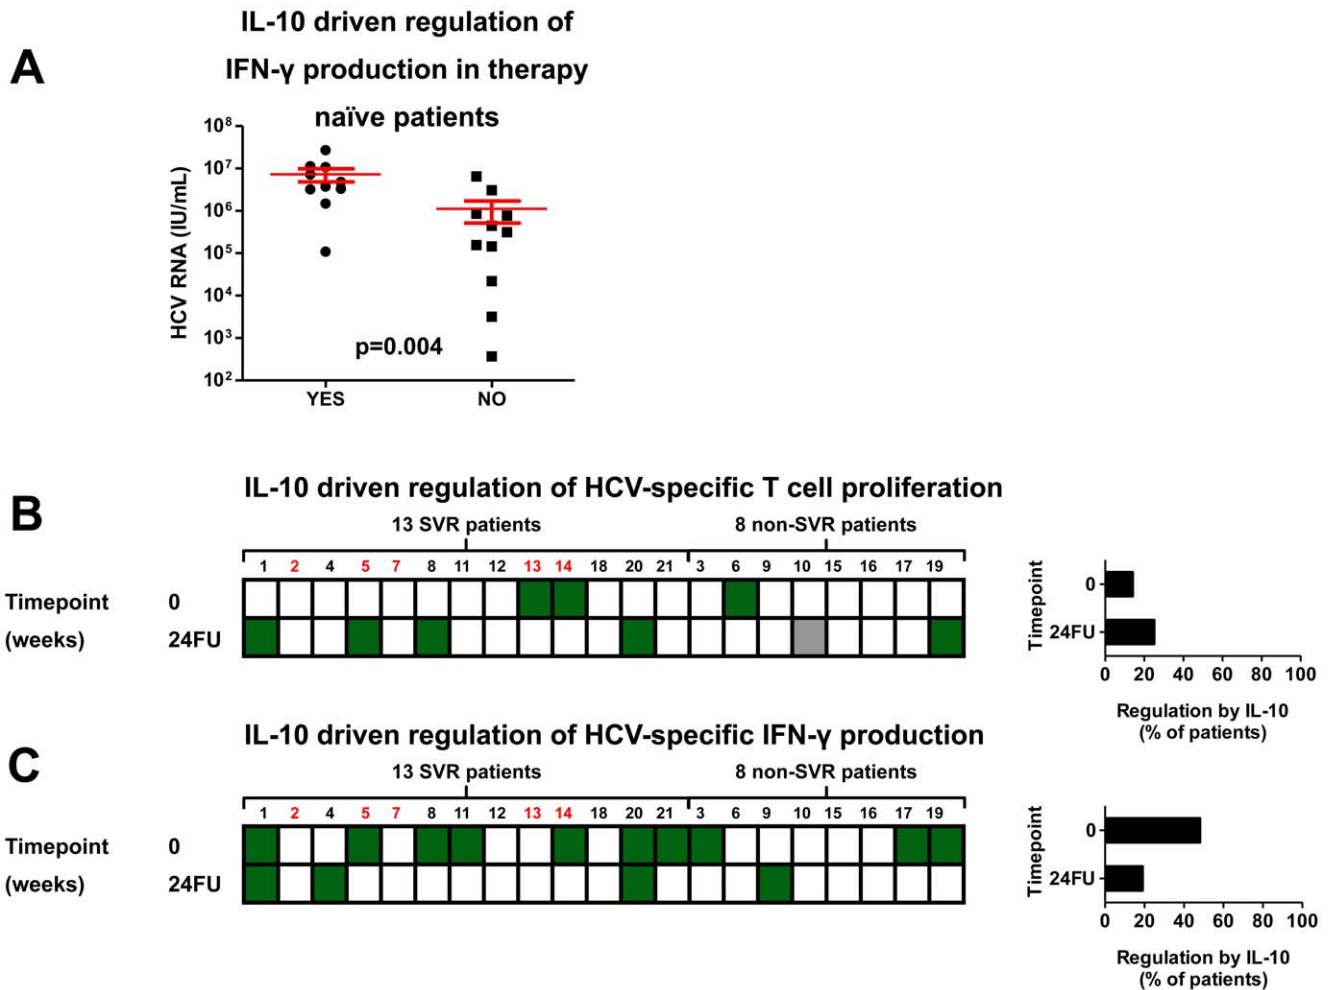 IL-10 driven regulation of
IFN-γ production in therapy
naïve patients
A
10⁸
10⁷
10⁶
10⁵
10⁴
10³
10²
HCV RNA (IU/mL)
p=0.004
YES NO
B
IL-10 driven regulation of HCV-specific T cell proliferation
13 SVR patients 8 non-SVR patients
1 2 4 5 7 8 11 12 13 14 18 20 21 3 6 9 10 15 16 17 19
Timepoint 0
(weeks) 24FU
Timepoint
0
24FU
0 20 40 60 80 100
Regulation by IL-10
(% of patients)
C
IL-10 driven regulation of HCV-specific IFN-γ production
13 SVR patients 8 non-SVR patients
1 2 4 5 7 8 11 12 13 14 18 20 21 3 6 9 10 15 16 17 19
Timepoint 0
(weeks) 24FU
Timepoint
0
24FU
0 20 40 60 80 100
Regulation by IL-10
(% of patients)